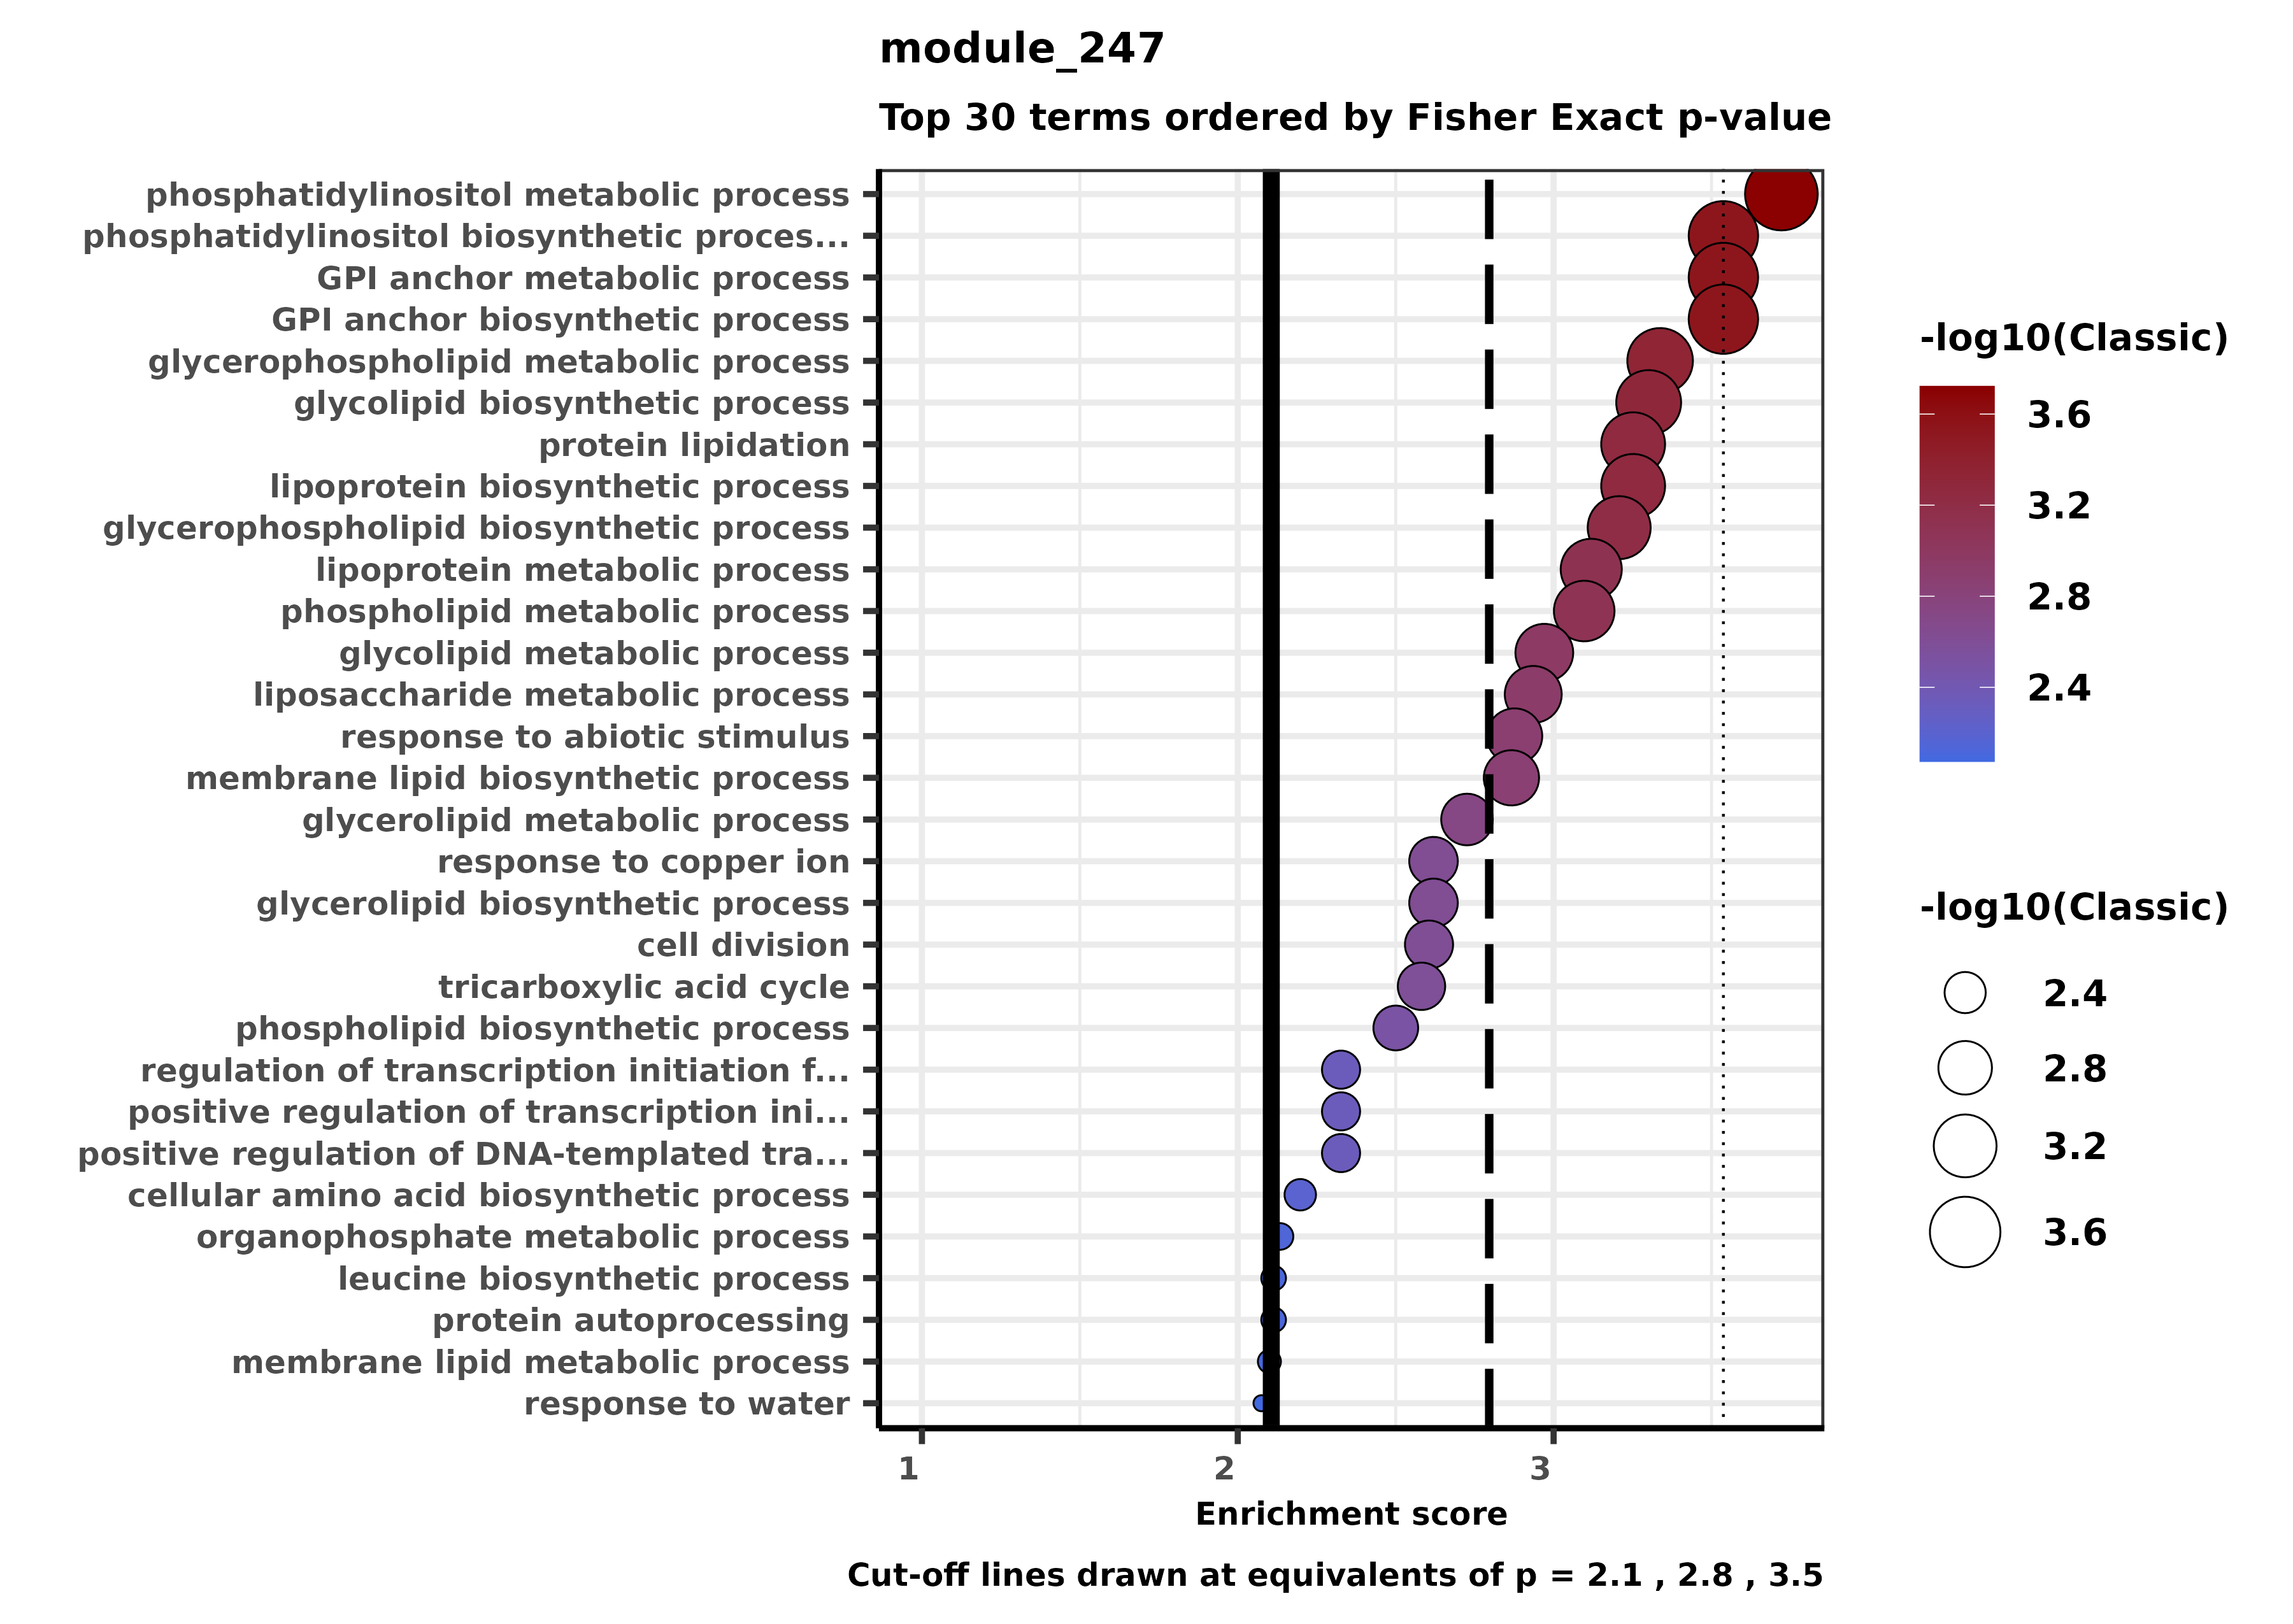 module_247
Top 30 terms ordered by Fisher Exact p-value
phosphatidylinositol metabolic process
phosphatidylinositol biosynthetic proces...
GPI anchor metabolic process
GPI anchor biosynthetic process
glycerophospholipid metabolic process
glycolipid biosynthetic process
protein lipidation
lipoprotein biosynthetic process
glycerophospholipid biosynthetic process
lipoprotein metabolic process
phospholipid metabolic process
glycolipid metabolic process
liposaccharide metabolic process
response to abiotic stimulus
membrane lipid biosynthetic process
glycerolipid metabolic process
response to copper ion
glycerolipid biosynthetic process
cell division
tricarboxylic acid cycle
phospholipid biosynthetic process
regulation of transcription initiation f...
positive regulation of transcription ini...
positive regulation of DNA-templated tra...
cellular amino acid biosynthetic process
organophosphate metabolic process
leucine biosynthetic process
protein autoprocessing
membrane lipid metabolic process
response to water
1 2 3
Enrichment score
Cut-off lines drawn at equivalents of p = 2.1 , 2.8 , 3.5
-log10(Classic)
3.6
3.2
2.8
2.4
-log10(Classic)
2.4
2.8
3.2
3.6